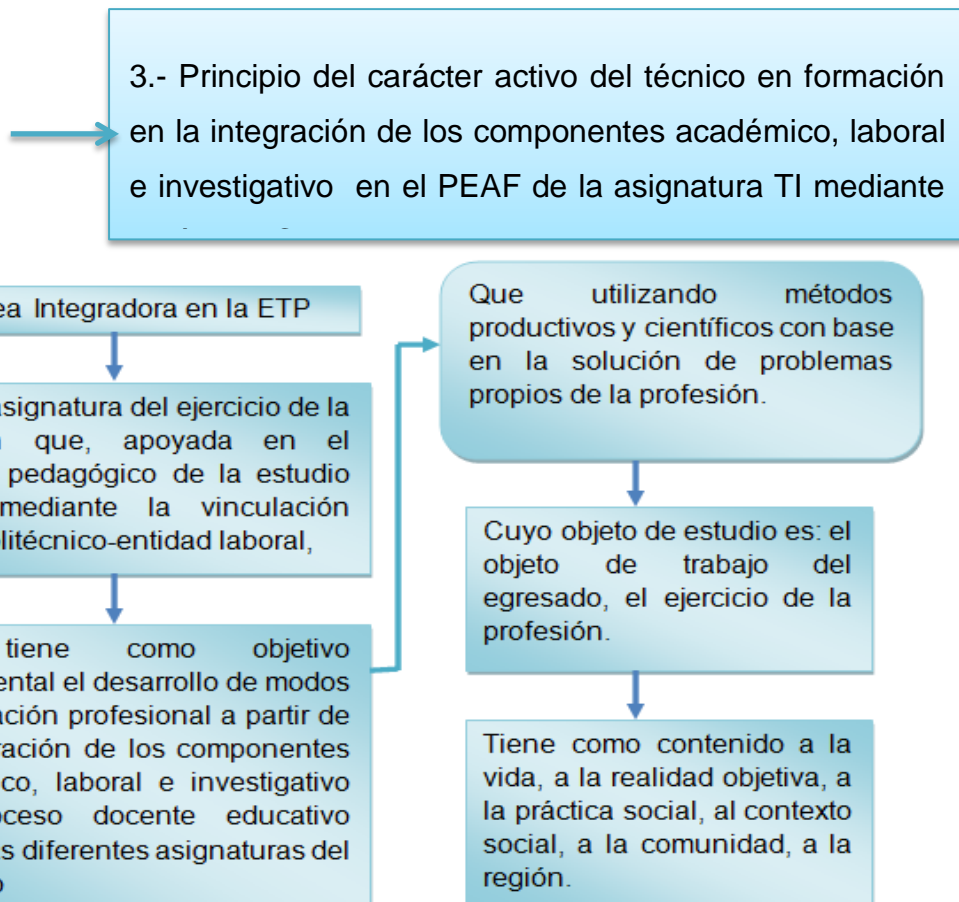 3.- Principio del carácter activo del técnico en formación
en la integración de los componentes académico, laboral
e investigativo en el PEAF de la asignatura TI mediante
Integradora en la ETP
asignatura del ejercicio de la
que, apoyada en el
pedagógico de la estudio
mediante la vinculación
litécnico-entidad laboral,
tiene como objetivo
ental el desarrollo de modos
ación profesional a partir de
ración de los componentes
co, laboral e investigativo
ceso docente educativo
s diferentes asignaturas del
Que utilizando métodos
productivos y científicos con base
en la solución de problemas
propios de la profesión.
Cuyo objeto de estudio es: el
objeto de trabajo del
egresado, el ejercicio de la
profesión.
Tiene como contenido a la
vida, a la realidad objetiva, a
la práctica social, al contexto
social, a la comunidad, a la
región.